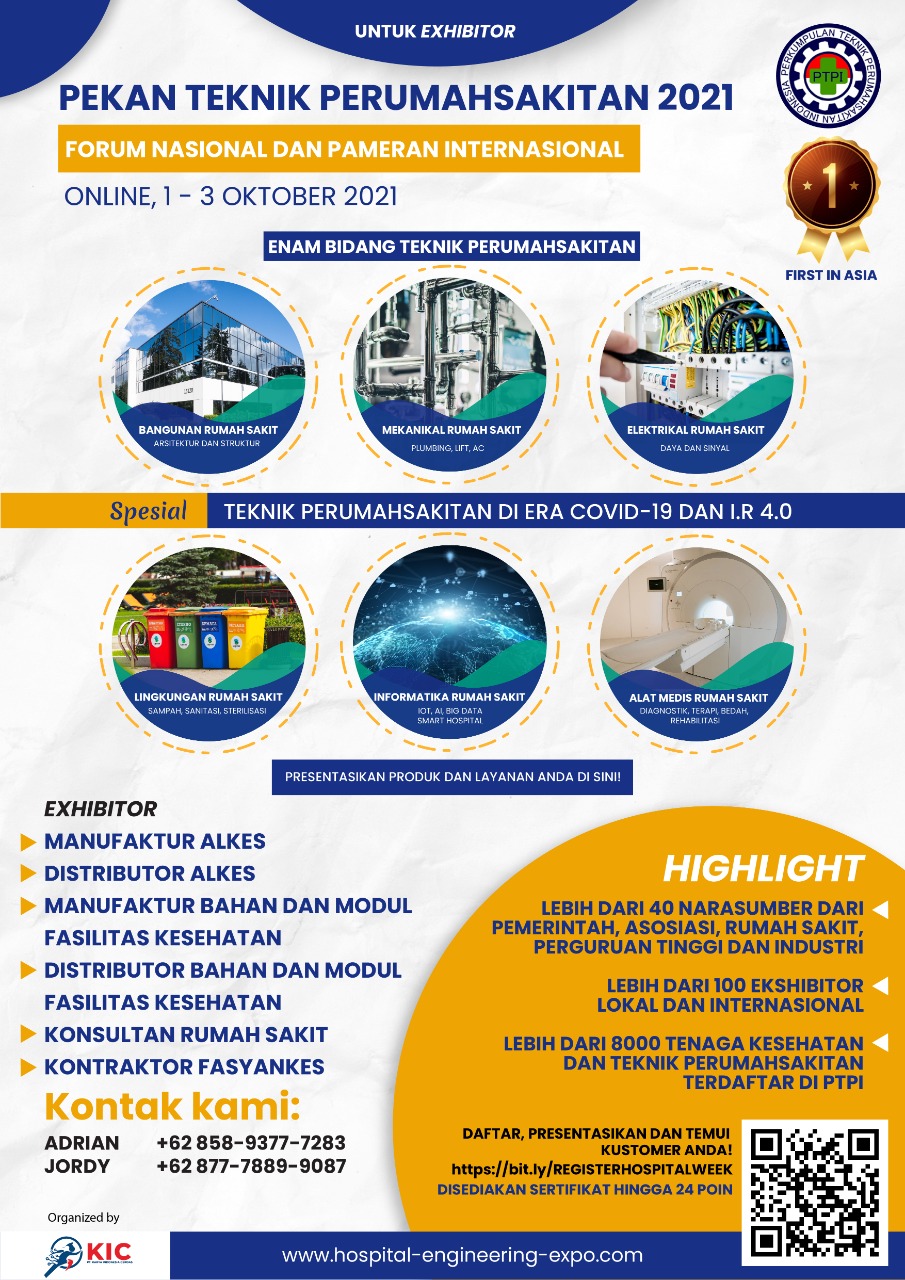 UNTUK EXHIBITOR
PERKUMPULAN TEKNIK PERUMAHSAKITAN INDONESIA
PTPI
PEKAN TEKNIK PERUMAHSAKITAN 2021
FORUM NASIONAL DAN PAMERAN INTERNASIONAL
ONLINE, 1 - 3 OKTOBER 2021
1
FIRST IN ASIA
ENAM BIDANG TEKNIK PERUMAHSAKITAN
BANGUNAN RUMAH SAKIT
ARSITEKTUR DAN STRUKTUR
MEKANIKAL RUMAH SAKIT
PLUMBING, LIFT, AC
ELEKTRIKAL RUMAH SAKIT
DAYA DAN SINYAL
Spesial
TEKNIK PERUMAHSAKITAN DI ERA COVID-19 DAN I.R 4.0
LINGKUNGAN RUMAH SAKIT
SAMPAH, SANITASI, STERILISASI
INFORMATIKA RUMAH SAKIT
IOT, AI, BIG DATA
SMART HOSPITAL
ALAT MEDIS RUMAH SAKIT
DIAGNOSTIK, TERAPI, BEDAH,
REHABILITASI
PRESENTASIKAN PRODUK DAN LAYANAN ANDA DI SINI!
EXHIBITOR
MANUFAKTUR ALKES
DISTRIBUTOR ALKES
MANUFAKTUR BAHAN DAN MODUL
FASILITAS KESEHATAN
DISTRIBUTOR BAHAN DAN MODUL
FASILITAS KESEHATAN
KONSULTAN RUMAH SAKIT
KONTRAKTOR FASYANKES
Kontak kami:
ADRIAN +62 858-9377-7283
JORDY +62 877-7889-9087
HIGHLIGHT
LEBIH DARI 40 NARASUMBER DARI
PEMERINTAH, ASOSIASI, RUMAH SAKIT,
PERGURUAN TINGGI DAN INDUSTRI
LEBIH DARI 100 EKSHIBITOR
LOKAL DAN INTERNASIONAL
LEBIH DARI 8000 TENAGA KESEHATAN
DAN TEKNIK PERUMAHSAKITAN
TERDAFTAR DI PTPI
DAFTAR, PRESENTASIKAN DAN TEMUI
KUSTOMER ANDA!
https://bit.ly/REGISTERHOSPITALWEEK
DISEDIAKAN SERTIFIKAT HINGGA 24 POIN
Organized by
KIC
www.hospital-engineering-expo.com